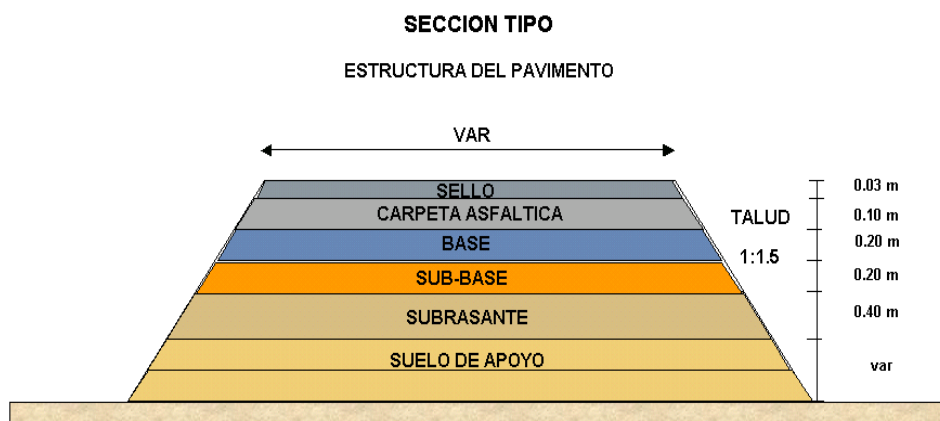 SECCION TIPO
ESTRUCTURA DEL PAVIMENTO
VAR
SELLO
0.03 m
CARPETA ASFALTICA
TALUD
0.10 m
BASE
1:1.5
0.20 m
SUB-BASE
0.20 m
SUBRASANTE
0.40 m
SUELO DE APOYO
var